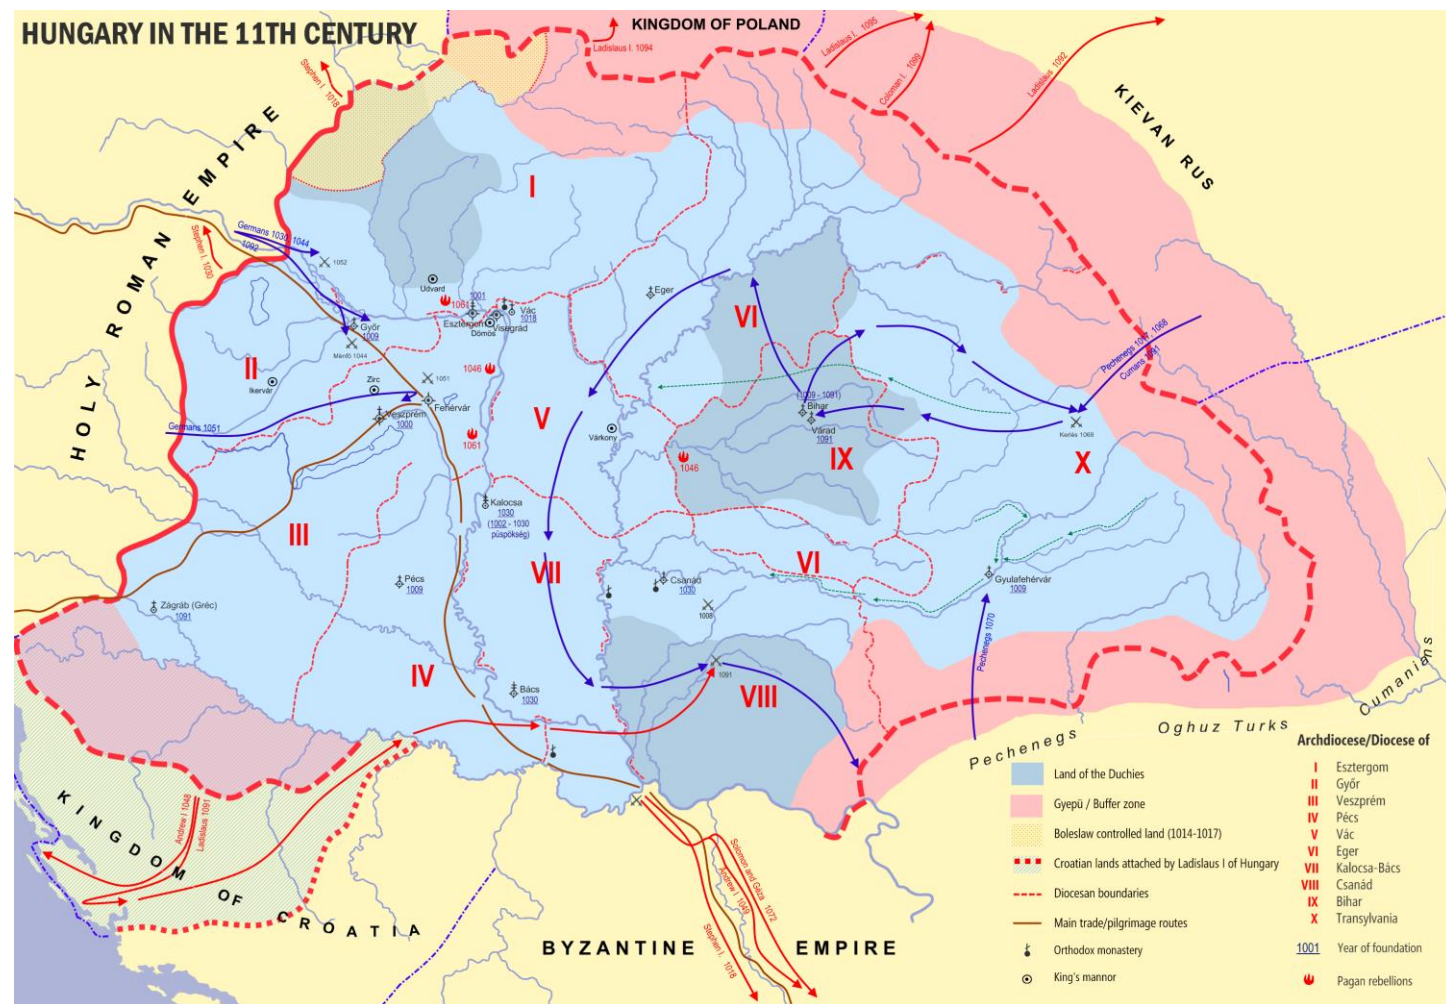 HUNGARY IN THE 11TH CENTURY
KINGDOM OF POLAND
KIEVAN RUS
HOLY ROMAN EMPIRE
KINGDOM OF CROATIA
BYZANTINE EMPIRE
Pechenegs
Oghuz Turks
Cumanians
Stephen I. 1018
Ladislaus I. 1094
Ladislaus I. 1095
Coloman I. 1099
Ladislaus 1092
Stephen I. 1030
Germans 1030, 1044
1092
1052
Győr
1009
Ménfő 1044
Ikervár
Zirc
1051
Fehérvár
Veszprém
1000
Germans 1051
Udvard
1061
1001
Esztergom
Dömös
Visegrád
Vác
1018
Eger
1046
1061
Várkony
Kalocsa
1030
(1002 - 1030
püspökség)
Pécs
1009
Zágráb (Gréc)
1091
Bács
1030
Csanád
1030
1008
1091
(1009 - 1091)
Bihar
Várad
1091
1046
Kerlés 1068
Pechenegs 1017, 1068
Cumans 1091
Gyulafehérvár
1009
Pechenegs 1070
Andrew I 1048
Ladislaus 1091
Solomon and Géza 1072
Andrew I 1049
Stephen I. 1018
I
II
III
IV
V
VI
VI
VII
VIII
IX
X
Land of the Duchies
Gyepü / Buffer zone
Boleslaw controlled land (1014-1017)
Croatian lands attached by Ladislaus I of Hungary
Diocesan boundaries
Main trade/pilgrimage routes
Orthodox monastery
King's mannor
Archdiocese/Diocese of
I Esztergom
II Győr
III Veszprém
IV Pécs
V Vác
VI Eger
VII Kalocsa-Bács
VIII Csanád
IX Bihar
X Transylvania
1001 Year of foundation
Pagan rebellions